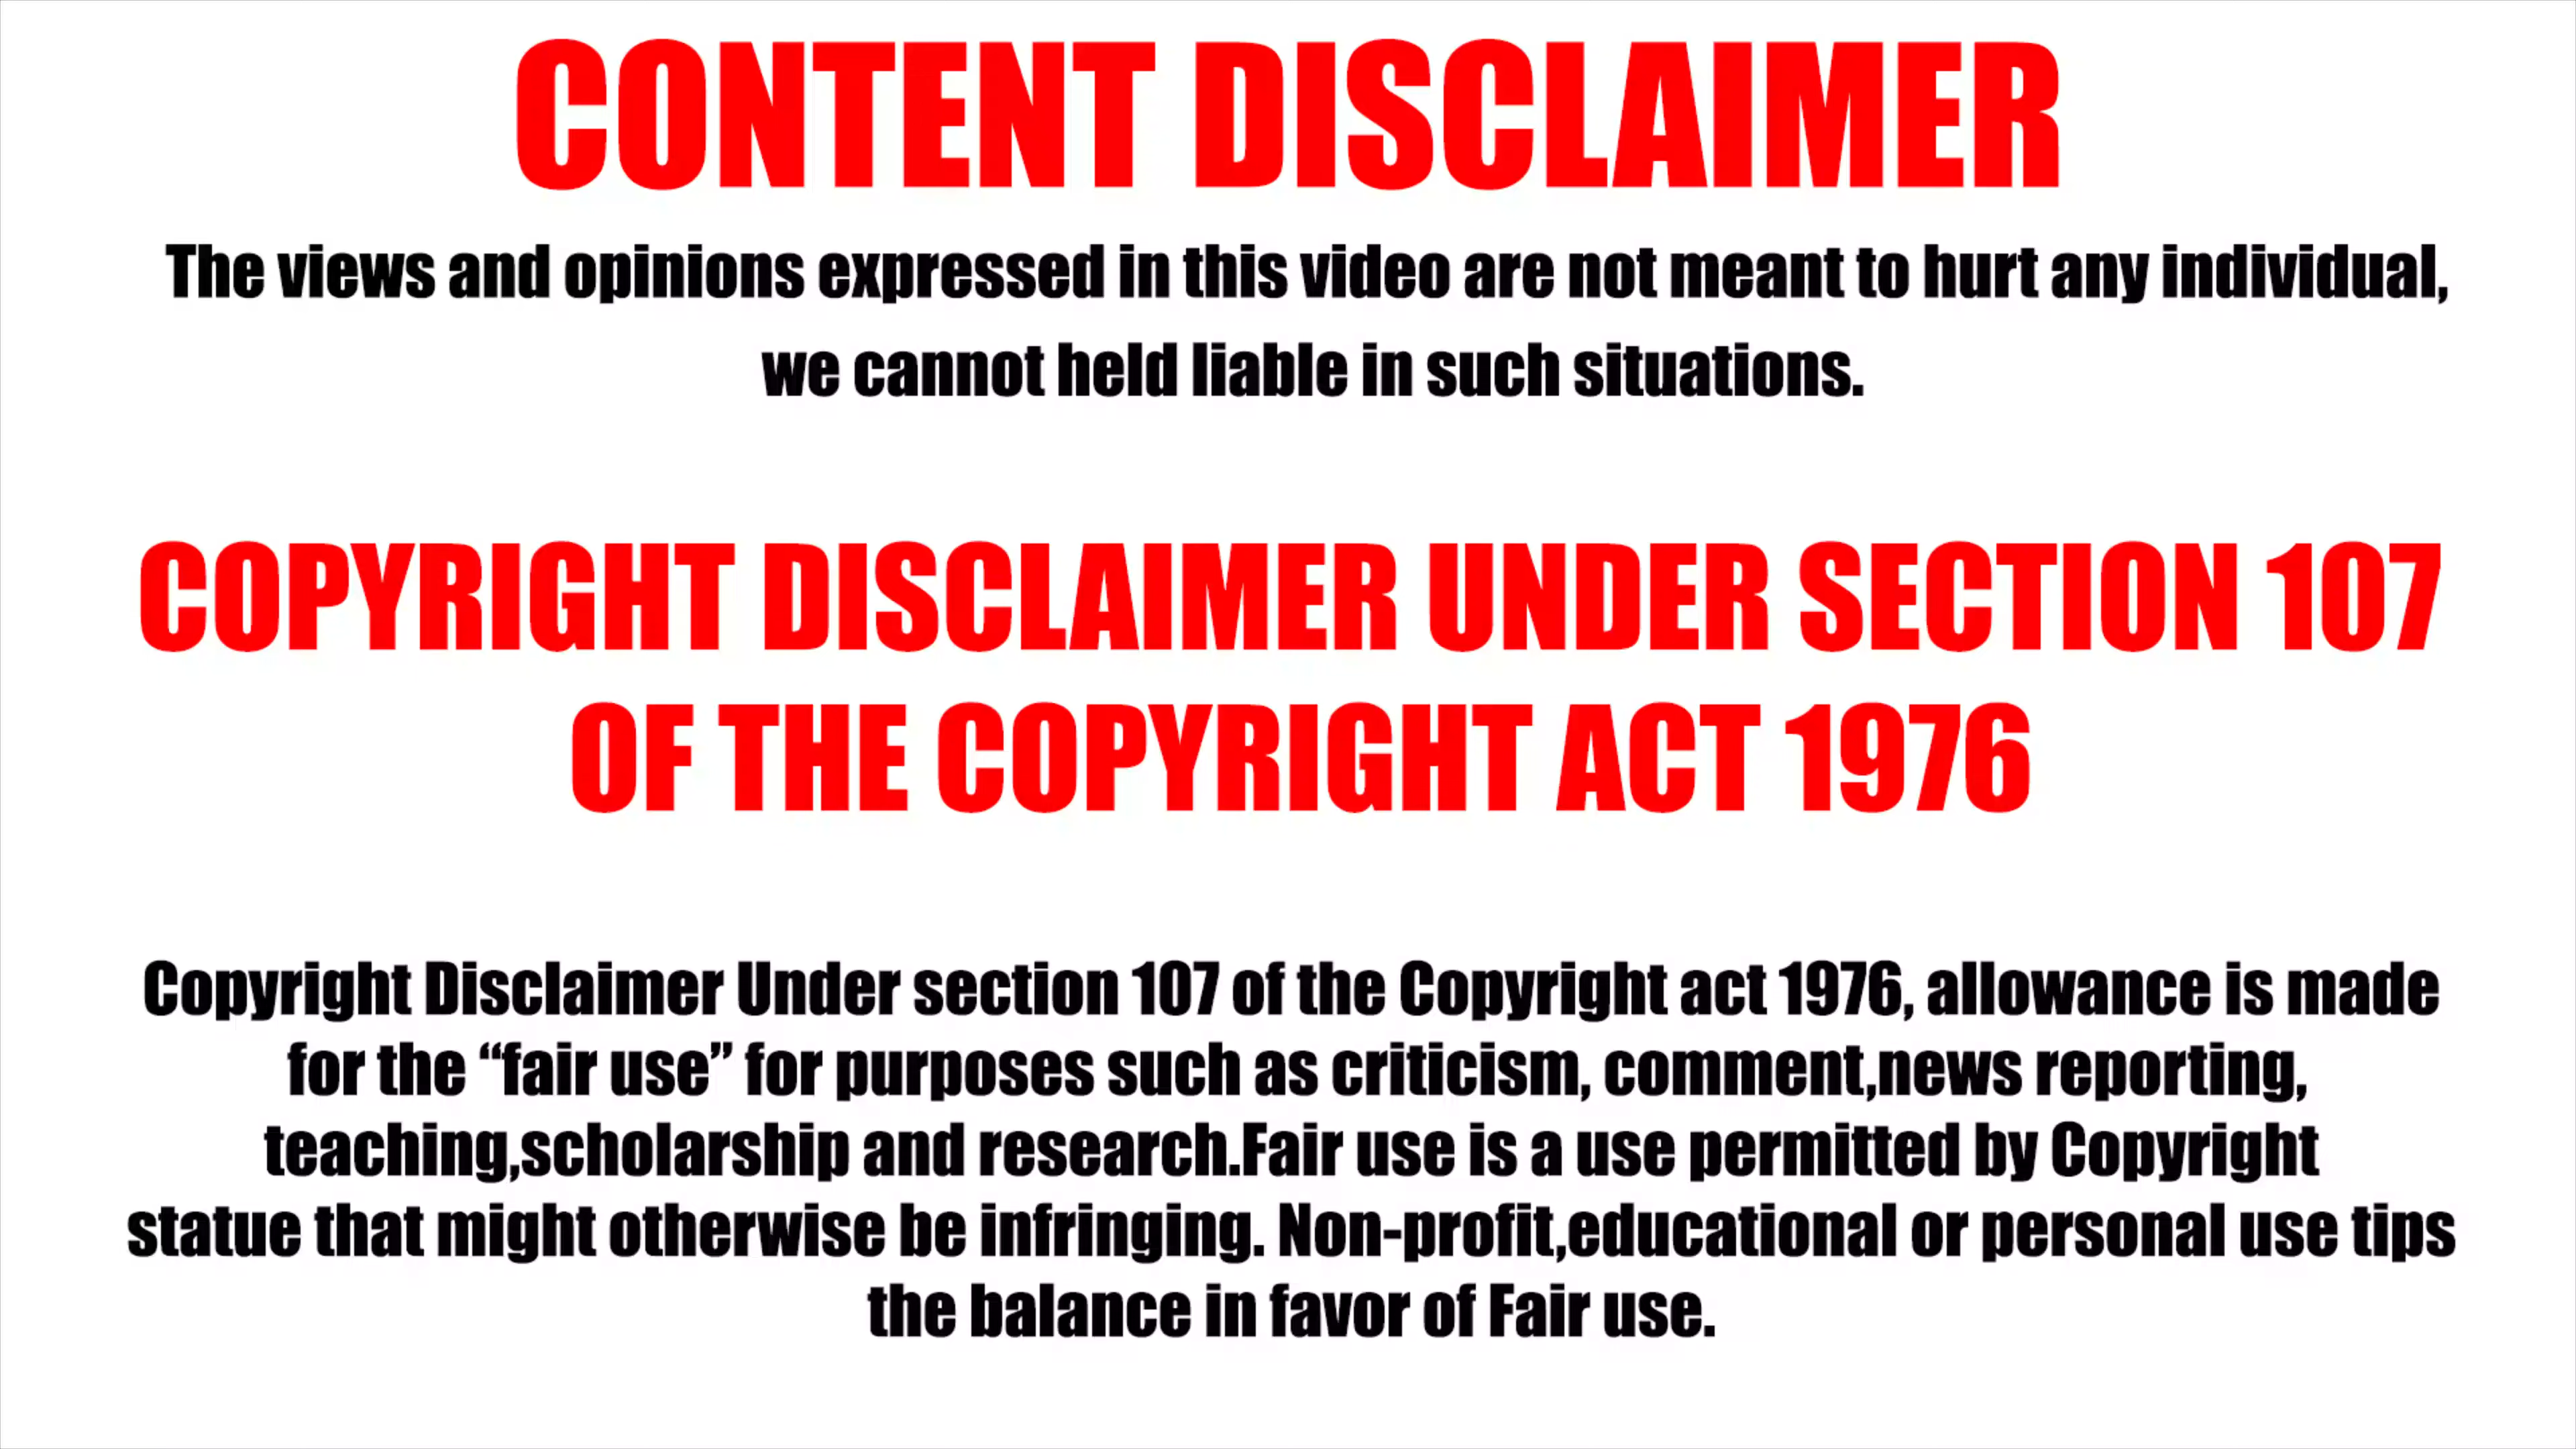 CONTENT DISCLAIMER
The views and opinions expressed in this video are not meant to hurt any individual,
we cannot held liable in such situations.
COPYRIGHT DISCLAIMER UNDER SECTION 107
OF THE COPYRIGHT ACT 1976
Copyright Disclaimer Under section 107 of the Copyright act 1976, allowance is made
for the “fair use” for purposes such as criticism, comment,news reporting,
teaching,scholarship and research.Fair use is a use permitted by Copyright
statue that might otherwise be infringing. Non-profit,educational or personal use tips
the balance in favor of Fair use.